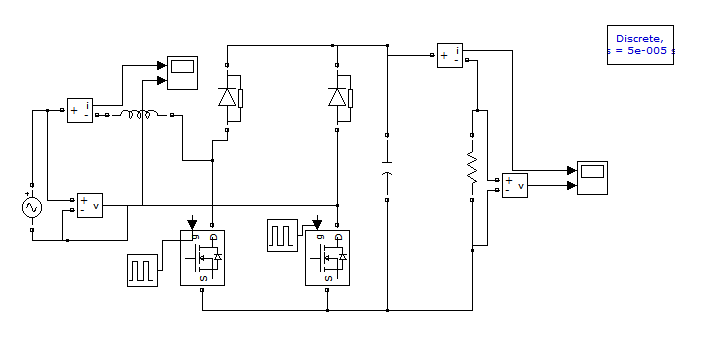 Discrete,
s = 5e-005 s
+
i
-
+
i
-
+
-
v
+
+
-
v
g
D
S
g
D
S